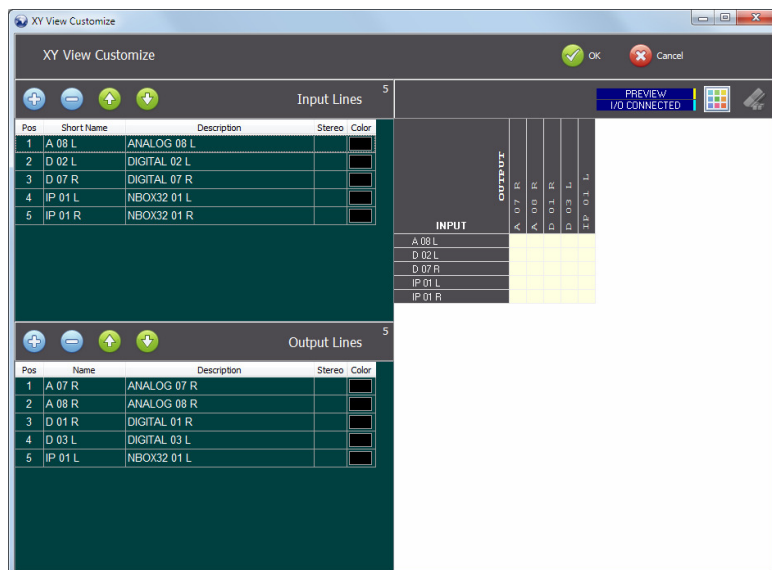 XY View Customize
XY View Customize
OK
Cancel
Input Lines
5
Pos Short Name Description Stereo Color
1 A 08 L ANALOG 08 L
2 D 02 L DIGITAL 02 L
3 D 07 R DIGITAL 07 R
4 IP 01 L NBOX32 01 L
5 IP 01 R NBOX32 01 R
Output Lines
5
Pos Name Description Stereo Color
1 A 07 R ANALOG 07 R
2 A 08 R ANALOG 08 R
3 D 01 R DIGITAL 01 R
4 D 03 L DIGITAL 03 L
5 IP 01 L NBOX32 01 L
PREVIEW
I/O CONNECTED
OUTPUT
A 07 R
A 08 R
D 01 R
D 03 L
IP 01 L
INPUT
A 08 L
D 02 L
D 07 R
IP 01 L
IP 01 R